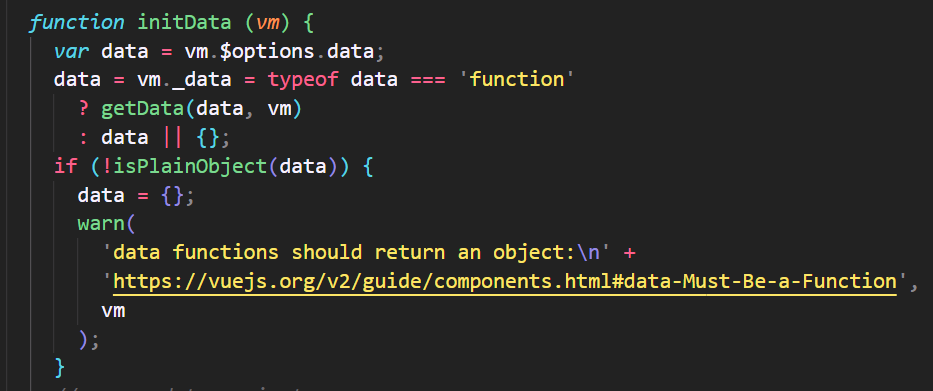 function initData (vm) {
var data = vm.$options.data;
data = vm._data = typeof data === 'function'
? getData(data, vm)
: data || {};
if (!isPlainObject(data)) {
data = {};
warn(
'data functions should return an object:\n' +
'https://vuejs.org/v2/guide/components.html#data-Must-Be-a-Function',
vm
);
}